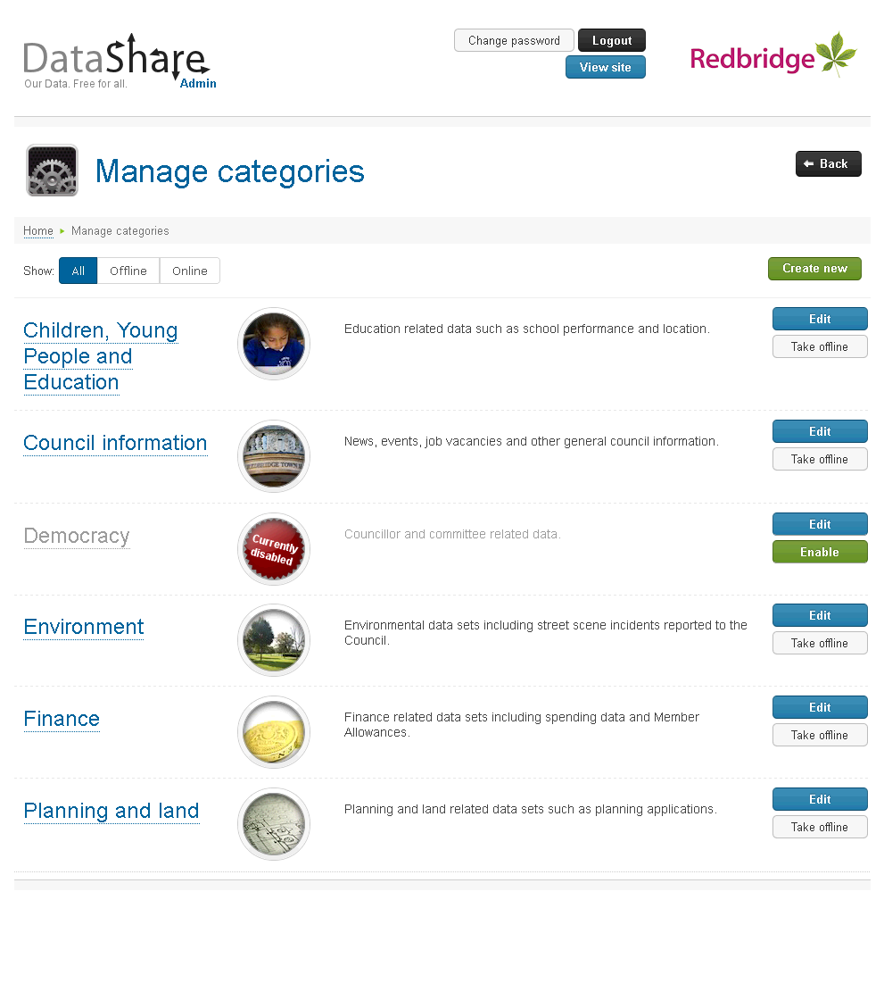 DataShare
Our Data. Free for all.
Admin
Change password
Logout
View site
Redbridge
Manage categories
Back
Home
Manage categories
Show:
All
Offline
Online
Create new
Children, Young
People and
Education
Education related data such as school performance and location.
Edit
Take offline
Council information
News, events, job vacancies and other general council information.
Edit
Take offline
Democracy
Currently
disabled
Councillor and committee related data.
Edit
Enable
Environment
Environmental data sets including street scene incidents reported to the
Council.
Edit
Take offline
Finance
Finance related data sets including spending data and Member
Allowances.
Edit
Take offline
Planning and land
Planning and land related data sets such as planning applications.
Edit
Take offline